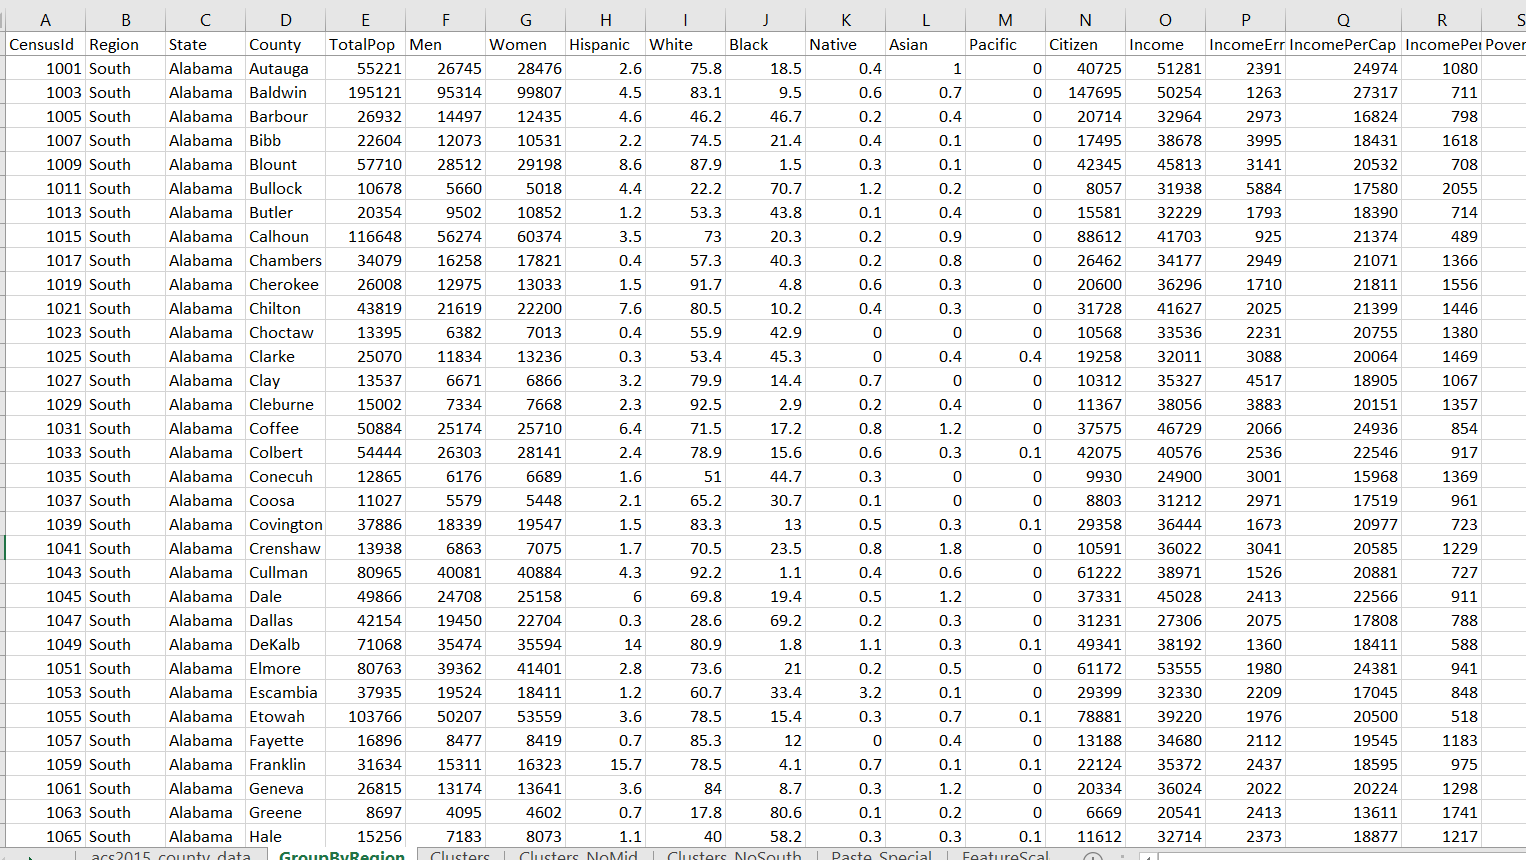 A B C D E F G H I J K L M N O P Q R S
CensusId Region State County TotalPop Men Women Hispanic White Black Native Asian Pacific Citizen Income IncomeErr IncomePerCap IncomePer Pover
1001 South Alabama Autauga 55221 26745 28476 2.6 75.8 18.5 0.4 1 0 40725 51281 2391 24974 1080
1003 South Alabama Baldwin 195121 95314 99807 4.5 83.1 9.5 0.6 0.7 0 147695 50254 1263 27317 711
1005 South Alabama Barbour 26932 14497 12435 4.6 46.2 46.7 0.2 0.4 0 20714 32964 2973 16824 798
1007 South Alabama Bibb 22604 12073 10531 2.2 74.5 21.4 0.4 0.1 0 17495 38678 3995 18431 1618
1009 South Alabama Blount 57710 28512 29198 8.6 87.9 1.5 0.3 0.1 0 42345 45813 3141 20532 708
1011 South Alabama Bullock 10678 5660 5018 4.4 22.2 70.7 1.2 0.2 0 8057 31938 5884 17580 2055
1013 South Alabama Butler 20354 9502 10852 1.2 53.3 43.8 0.1 0.4 0 15581 32229 1793 18390 714
1015 South Alabama Calhoun 116648 56274 60374 3.5 73 20.3 0.2 0.9 0 88612 41703 925 21374 489
1017 South Alabama Chambers 34079 16258 17821 0.4 57.3 40.3 0.2 0.8 0 26462 34177 2949 21071 1366
1019 South Alabama Cherokee 26008 12975 13033 1.5 91.7 4.8 0.6 0.3 0 20600 36296 1710 21811 1556
1021 South Alabama Chilton 43819 21619 22200 7.6 80.5 10.2 0.4 0.3 0 31728 41627 2025 21399 1446
1023 South Alabama Choctaw 13395 6382 7013 0.4 55.9 42.9 0 0 0 10568 33536 2231 20755 1380
1025 South Alabama Clarke 25070 11834 13236 0.3 53.4 45.3 0 0.4 0.4 19258 32011 3088 20064 1469
1027 South Alabama Clay 13537 6671 6866 3.2 79.9 14.4 0.7 0 0 10312 35327 4517 18905 1067
1029 South Alabama Cleburne 15002 7334 7668 2.3 92.5 2.9 0.2 0.4 0 11367 38056 3883 20151 1357
1031 South Alabama Coffee 50884 25174 25710 6.4 71.5 17.2 0.8 1.2 0 37575 46729 2066 24936 854
1033 South Alabama Colbert 54444 26303 28141 2.4 78.9 15.6 0.6 0.3 0.1 42075 40576 2536 22546 917
1035 South Alabama Conecuh 12865 6176 6689 1.6 51 44.7 0.3 0 0 9930 24900 3001 15968 1369
1037 South Alabama Coosa 11027 5579 5448 2.1 65.2 30.7 0.1 0 0 8803 31212 2971 17519 961
1039 South Alabama Covington 37886 18339 19547 1.5 83.3 13 0.5 0.3 0.1 29358 36444 1673 20977 723
1041 South Alabama Crenshaw 13938 6863 7075 1.7 70.5 23.5 0.8 1.8 0 10591 36022 3041 20585 1229
1043 South Alabama Cullman 80965 40081 40884 4.3 92.2 1.1 0.4 0.6 0 61222 38971 1526 20881 727
1045 South Alabama Dale 49866 24708 25158 6 69.8 19.4 0.5 1.2 0 37331 45028 2413 22566 911
1047 South Alabama Dallas 42154 19450 22704 0.3 28.6 69.2 0.2 0.3 0 31231 27306 2075 17808 788
1049 South Alabama DeKalb 71068 35474 35594 14 80.9 1.8 1.1 0.3 0.1 49341 38192 1360 18411 588
1051 South Alabama Elmore 80763 39362 41401 2.8 73.6 21 0.2 0.5 0 61172 53555 1980 24381 941
1053 South Alabama Escambia 37935 19524 18411 1.2 60.7 33.4 3.2 0.1 0 29399 32330 2209 17045 848
1055 South Alabama Etowah 103766 50207 53559 3.6 78.5 15.4 0.3 0.7 0.1 78881 39220 1976 20500 518
1057 South Alabama Fayette 16896 8477 8419 0.7 85.3 12 0 0.4 0 13188 34680 2112 19545 1183
1059 South Alabama Franklin 31634 15311 16323 15.7 78.5 4.1 0.7 0.1 0.1 22124 35372 2437 18595 975
1061 South Alabama Geneva 26815 13174 13641 3.6 84 8.7 0.3 1.2 0 20334 36024 2022 20224 1298
1063 South Alabama Greene 8697 4095 4602 0.7 17.8 80.6 0.1 0.2 0 6669 20541 2413 13611 1741
1065 South Alabama Hale 15256 7183 8073 1.1 40 58.2 0.3 0.3 0.1 11612 32714 2373 18877 1217
acs2015_county_data GroupByRegion Clusters Clusters_NoMid Clusters_NoSouth Paste_Special FeatureScal